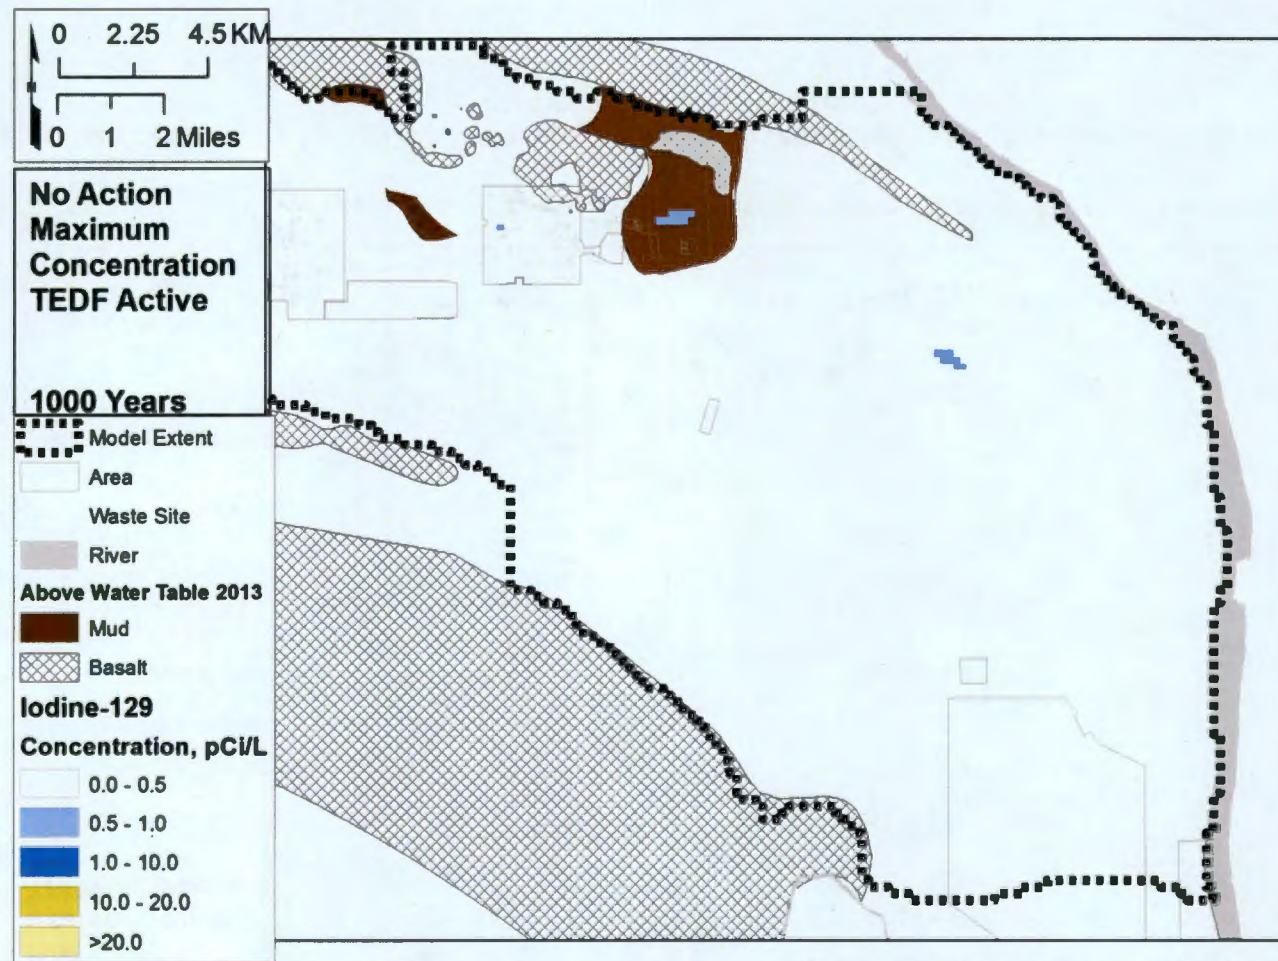 0 2.25 4.5 KM
0 1 2 Miles
No Action
Maximum
Concentration
TEDF Active
1000 Years
Model Extent
Area
Waste Site
River
Above Water Table 2013
Mud
Basalt
Iodine-129
Concentration, pCi/L
0.0 - 0.5
0.5 - 1.0
1.0 - 10.0
10.0 - 20.0
>20.0